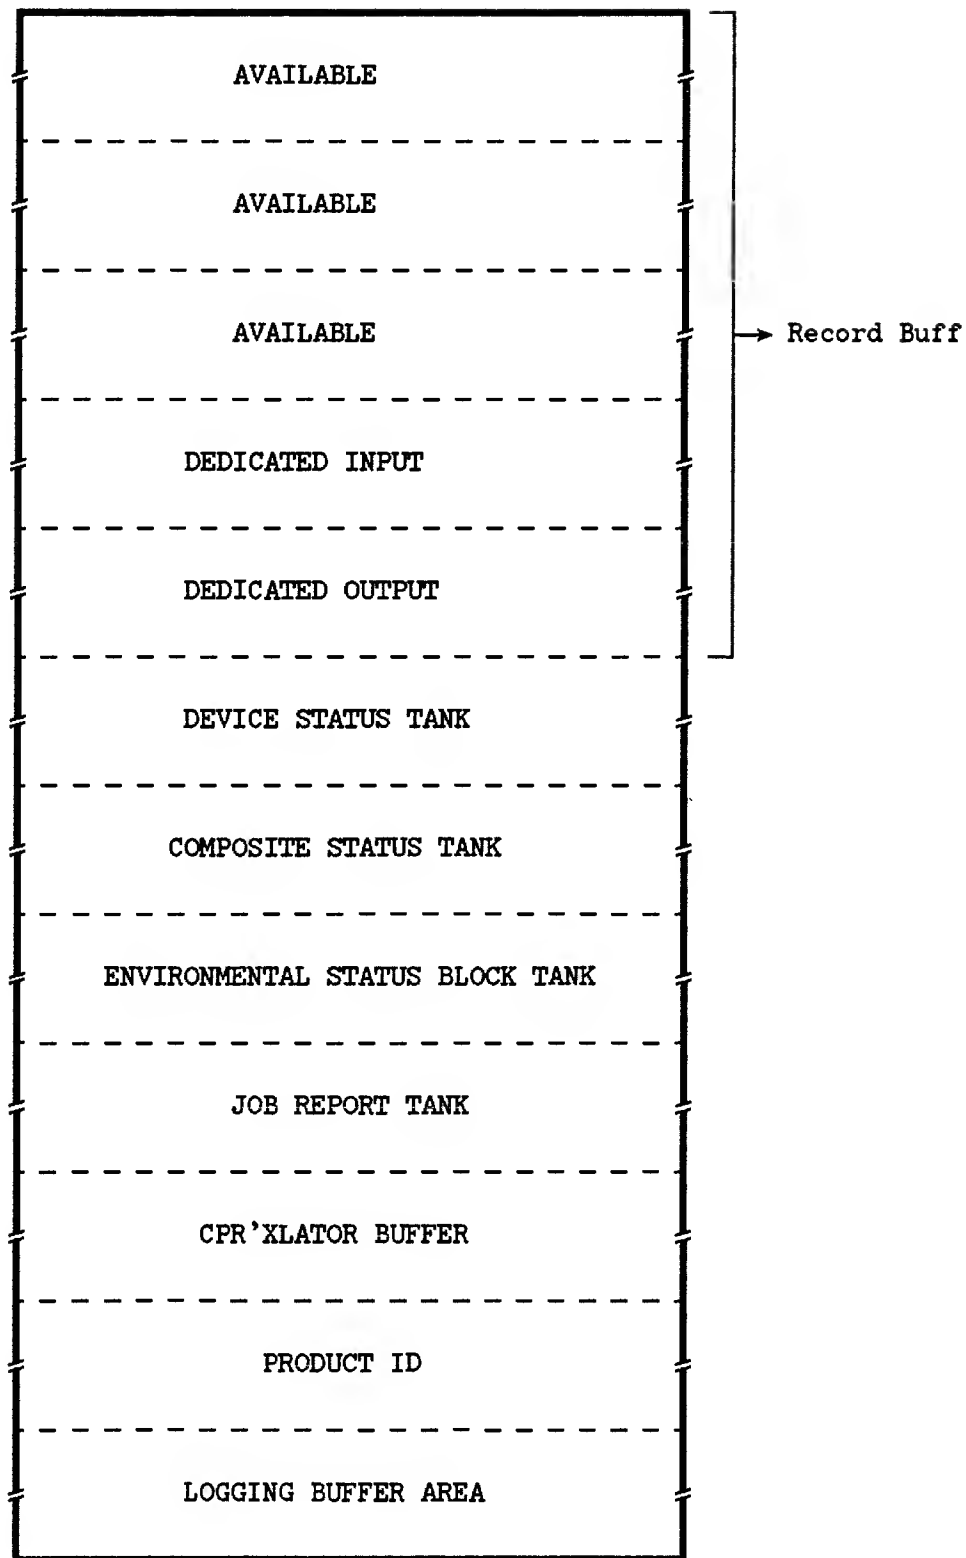 AVAILABLE
AVAILABLE
AVAILABLE
Record Buff
DEDICATED INPUT
DEDICATED OUTPUT
DEVICE STATUS TANK
COMPOSITE STATUS TANK
ENVIRONMENTAL STATUS BLOCK TANK
JOB REPORT TANK
CPR'XLATOR BUFFER
PRODUCT ID
LOGGING BUFFER AREA